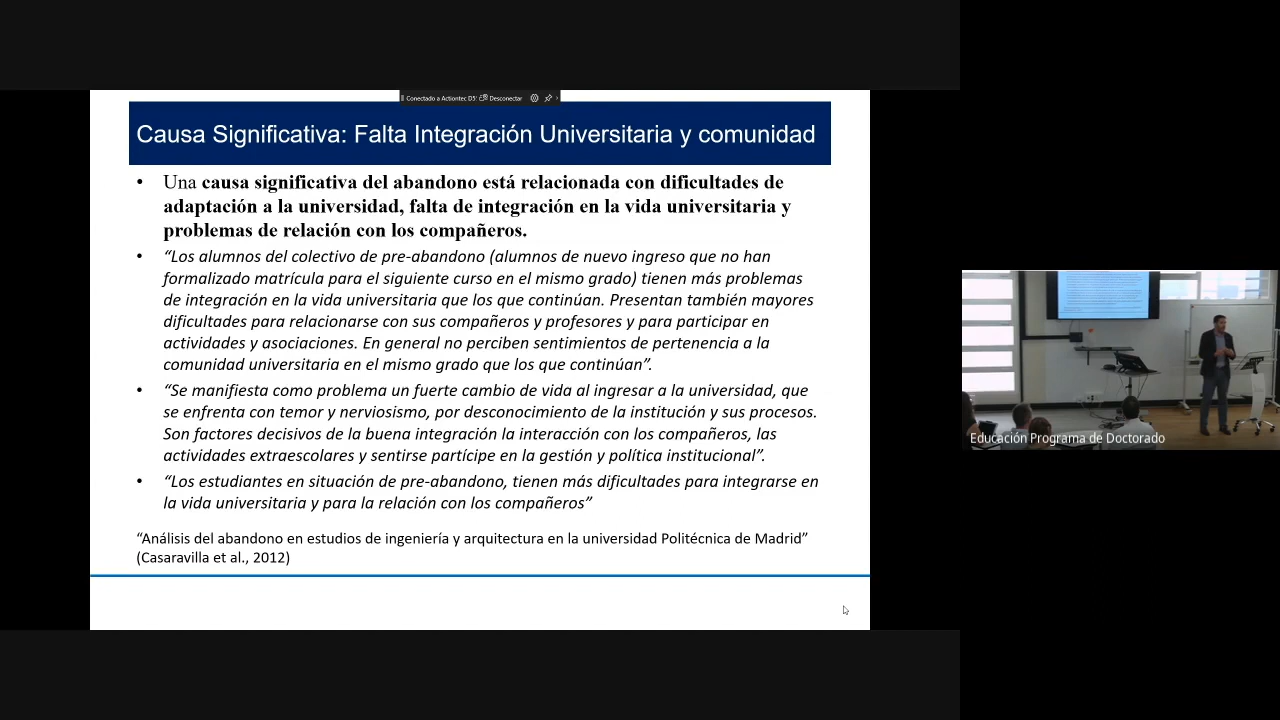 Conectado a Actiontec D5 Desconectar
Causa Significativa: Falta Integración Universitaria y comunidad
• Una causa significativa del abandono está relacionada con dificultades de
adaptación a la universidad, falta de integración en la vida universitaria y
problemas de relación con los compañeros.
• “Los alumnos del colectivo de pre-abandono (alumnos de nuevo ingreso que no han
formalizado matrícula para el siguiente curso en el mismo grado) tienen más problemas
de integración en la vida universitaria que los que continúan. Presentan también mayores
dificultades para relacionarse con sus compañeros y profesores y para participar en
actividades y asociaciones. En general no perciben sentimientos de pertenencia a la
comunidad universitaria en el mismo grado que los que continúan”.
• “Se manifiesta como problema un fuerte cambio de vida al ingresar a la universidad, que
se enfrenta con temor y nerviosismo, por desconocimiento de la institución y sus procesos.
Son factores decisivos de la buena integración la interacción con los compañeros, las
actividades extraescolares y sentirse partícipe en la gestión y política institucional”.
• “Los estudiantes en situación de pre-abandono, tienen más dificultades para integrarse en
la vida universitaria y para la relación con los compañeros”
“Análisis del abandono en estudios de ingeniería y arquitectura en la universidad Politécnica de Madrid”
(Casaravilla et al., 2012)
Educación Programa de Doctorado